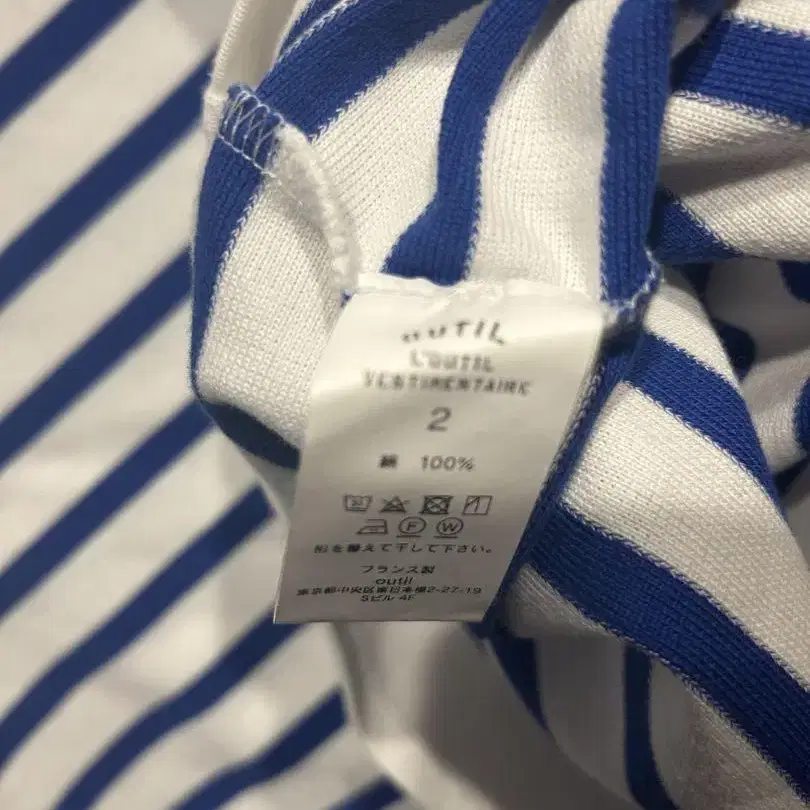 outil
L'OUTIL
VESTIMENTAIRE
2
綿 100%
F W
形を整えて干して下さい。
フランス製
outil
東京都中央区東日本橋2-27-19
Sビル 4F